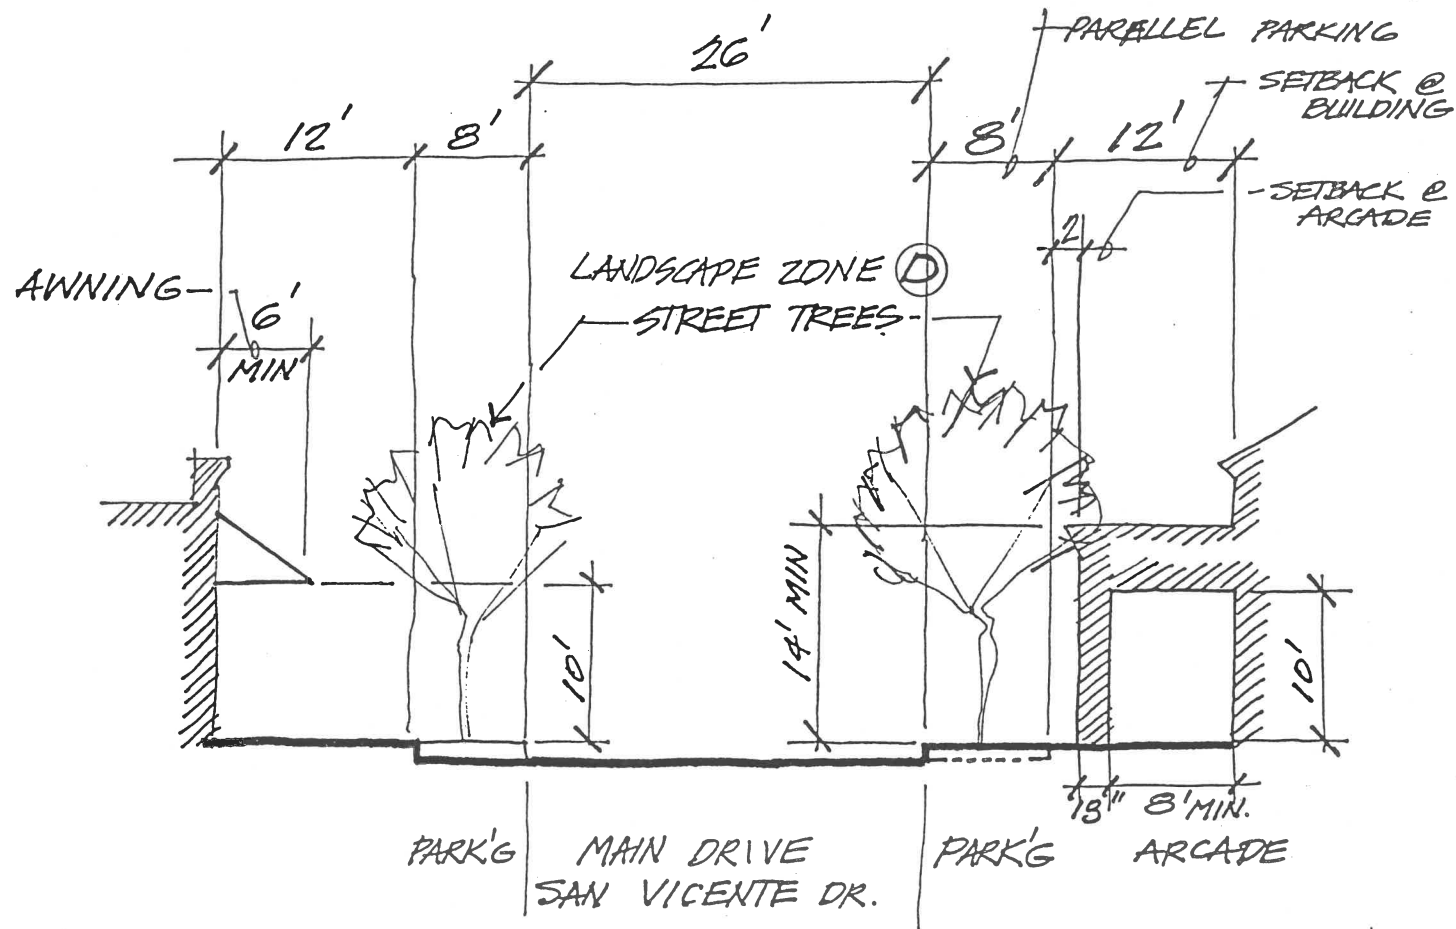 26'
PARALLEL PARKING
SETBACK @
BUILDING
12'
8'
8'
12'
SETBACK @
ARCADE
2
LANDSCAPE ZONE D
STREET TREES
AWNING
6'
MIN
14' MIN
10'
10'
18"
8' MIN.
PARK'G
MAIN DRIVE
SAN VICENTE DR.
PARK'G
ARCADE